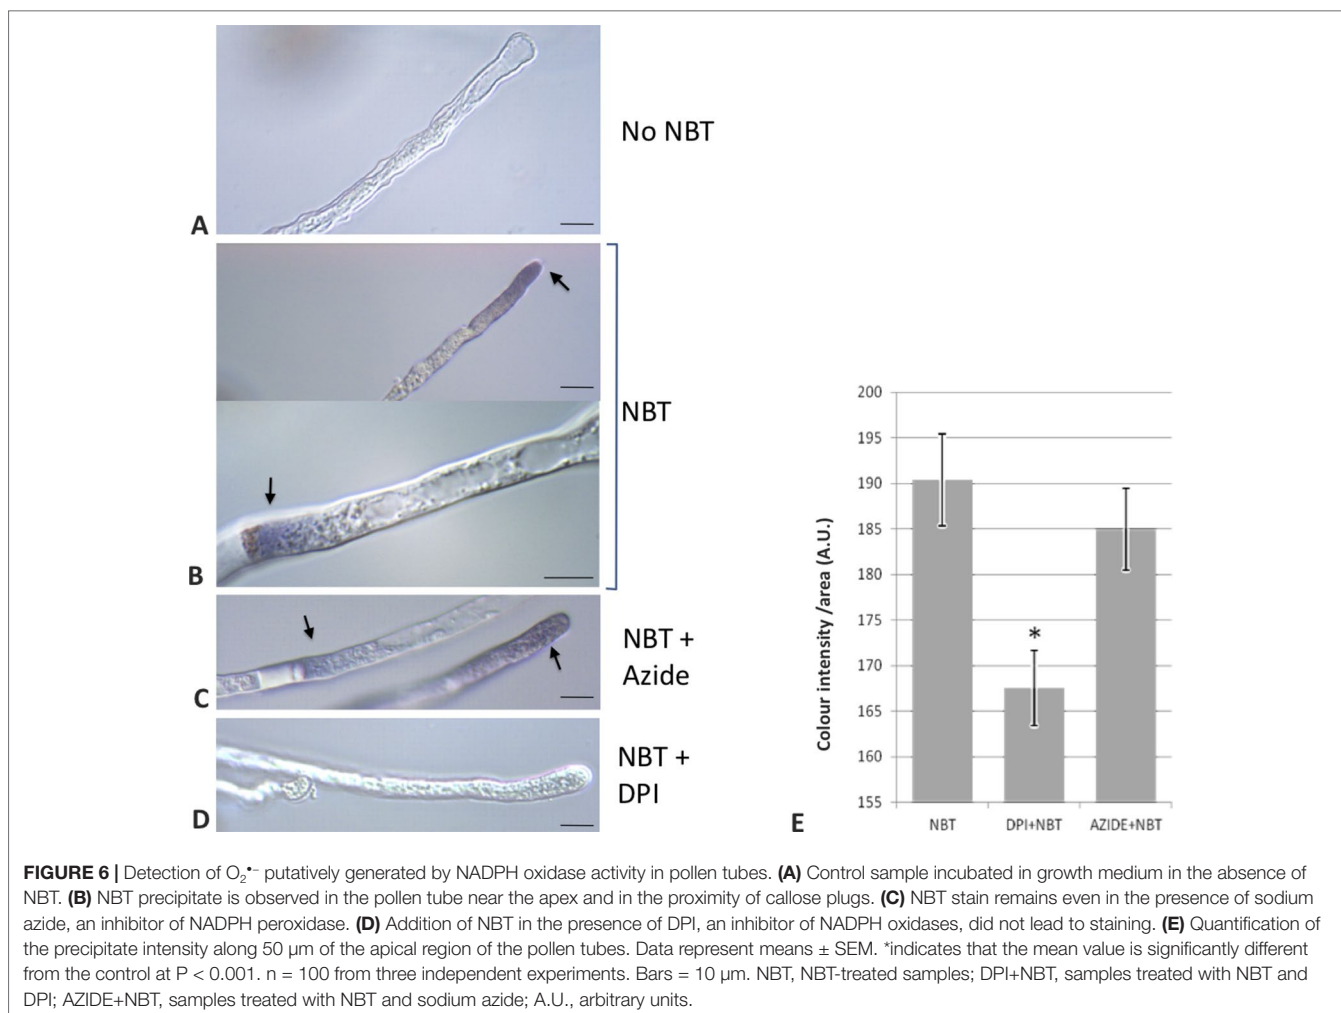 No NBT
A
NBT
B
NBT +
Azide
C
NBT +
DPI
D
200
195
190
185
180
175
170
165
160
155
Colour intensity /area (A.U.)
*
NBT
DPI+NBT
AZIDE+NBT
E
FIGURE 6 | Detection of O₂•− putatively generated by NADPH oxidase activity in pollen tubes. (A) Control sample incubated in growth medium in the absence of
NBT. (B) NBT precipitate is observed in the pollen tube near the apex and in the proximity of callose plugs. (C) NBT stain remains even in the presence of sodium
azide, an inhibitor of NADPH peroxidase. (D) Addition of NBT in the presence of DPI, an inhibitor of NADPH oxidases, did not lead to staining. (E) Quantification of
the precipitate intensity along 50 μm of the apical region of the pollen tubes. Data represent means ± SEM. *indicates that the mean value is significantly different
from the control at P < 0.001. n = 100 from three independent experiments. Bars = 10 μm. NBT, NBT-treated samples; DPI+NBT, samples treated with NBT and
DPI; AZIDE+NBT, samples treated with NBT and sodium azide; A.U., arbitrary units.